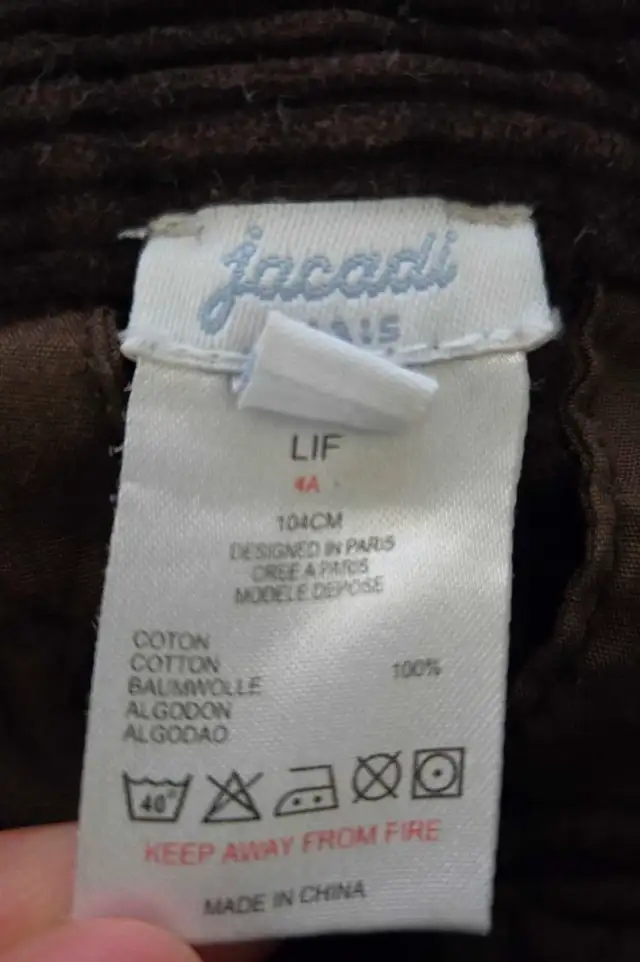 jacadi
LIF
4A
104CM
DESIGNED IN PARIS
CREE A PARIS
MODELE DEPOSE
COTON
COTTON
BAUMWOLLE 100%
ALGODON
ALGODAO
40°
KEEP AWAY FROM FIRE
MADE IN CHINA